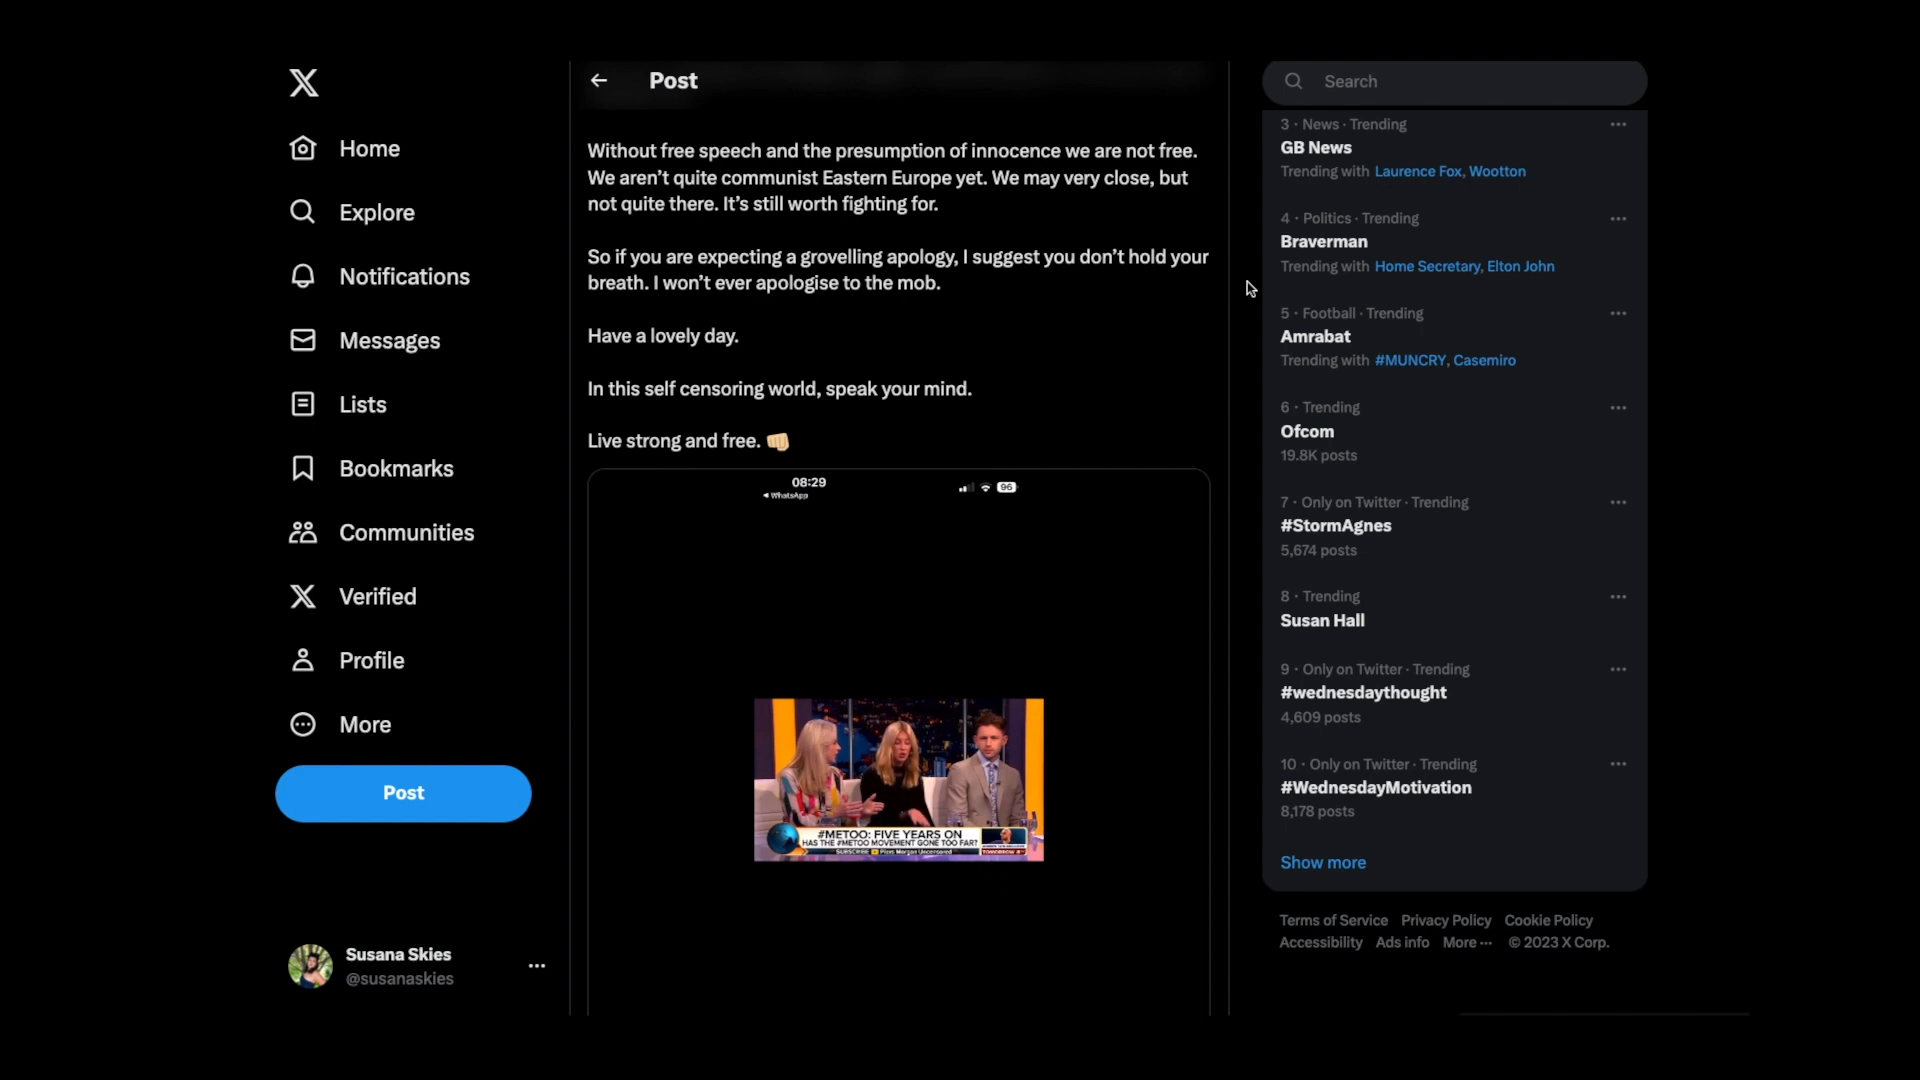 Home
Explore
Notifications
Messages
Lists
Bookmarks
Communities
Verified
Profile
More
Post
Susana Skies
@susanaskies
Post
Without free speech and the presumption of innocence we are not free.
We aren’t quite communist Eastern Europe yet. We may very close, but
not quite there. It’s still worth fighting for.
So if you are expecting a grovelling apology, I suggest you don’t hold your
breath. I won’t ever apologise to the mob.
Have a lovely day.
In this self censoring world, speak your mind.
Live strong and free. 👊🏼
08:29
WhatsApp
96
#METOO: FIVE YEARS ON
HAS THE #METOO MOVEMENT GONE TOO FAR?
SUBSCRIBE Piers Morgan Uncensored
TOMORROW
Search
3 · News · Trending
GB News
Trending with Laurence Fox, Wootton
4 · Politics · Trending
Braverman
Trending with Home Secretary, Elton John
5 · Football · Trending
Amrabat
Trending with #MUNCRY, Casemiro
6 · Trending
Ofcom
19.8K posts
7 · Only on Twitter · Trending
#StormAgnes
5,674 posts
8 · Trending
Susan Hall
9 · Only on Twitter · Trending
#wednesdaythought
4,609 posts
10 · Only on Twitter · Trending
#WednesdayMotivation
8,178 posts
Show more
Terms of Service Privacy Policy Cookie Policy
Accessibility Ads info More ··· © 2023 X Corp.